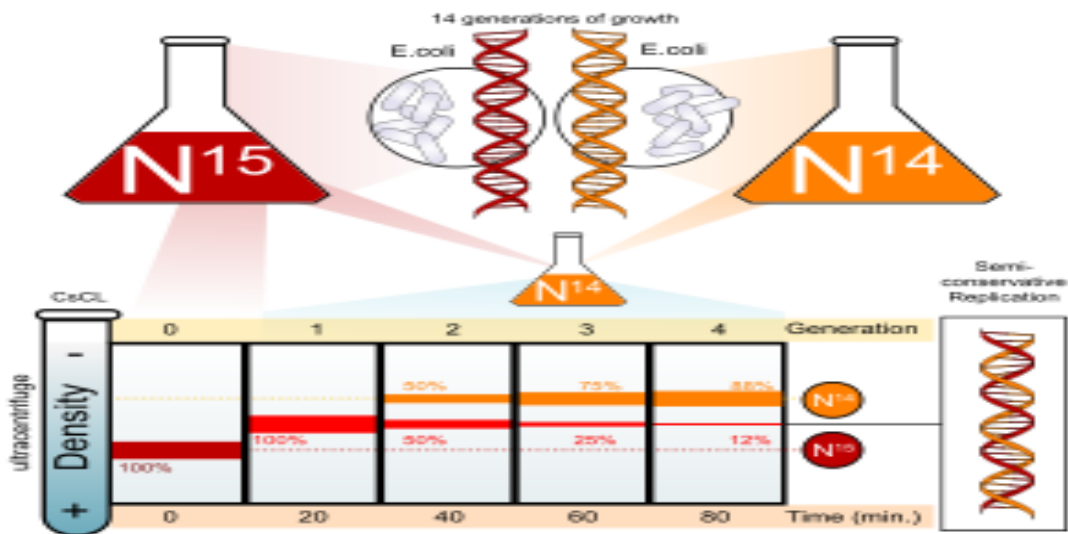 14 generations of growth
E.coli
E.coli
N15
N14
N14
Semi-
conservative
Replication
CsCL
0 1 2 3 4 Generation
ultracentrifuge
- Density +
50% 75% 88%
N14
100% 50% 25% 12%
N15
100%
0 20 40 60 80 Time (min.)